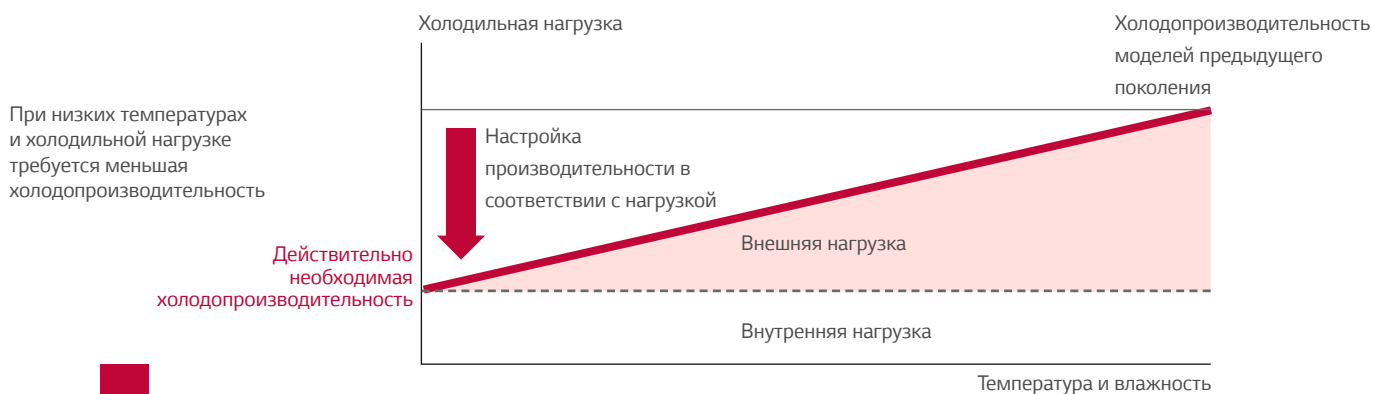 Холодильная нагрузка
Холодопроизводительность
моделей предыдущего
поколения
При низких температурах
и холодильной нагрузке
требуется меньшая
холодопроизводительность
Настройка
производительности в
соответствии с нагрузкой
Внешняя нагрузка
Действительно
необходимая
холодопроизводительность
Внутренняя нагрузка
Температура и влажность